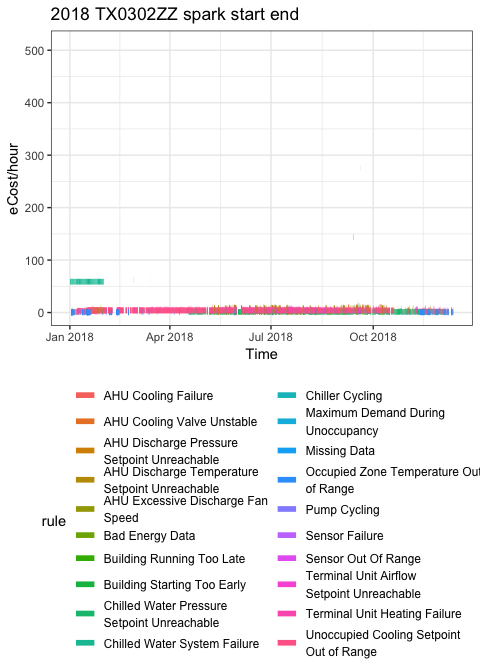 2018 TX0302ZZ spark start end
500
400
300
200
100
0
eCost/hour
Jan 2018
Apr 2018
Jul 2018
Oct 2018
Time
rule
AHU Cooling Failure
AHU Cooling Valve Unstable
AHU Discharge Pressure
Setpoint Unreachable
AHU Discharge Temperature
Setpoint Unreachable
AHU Excessive Discharge Fan
Speed
Bad Energy Data
Building Running Too Late
Building Starting Too Early
Chilled Water Pressure
Setpoint Unreachable
Chilled Water System Failure
Chiller Cycling
Maximum Demand During
Unoccupancy
Missing Data
Occupied Zone Temperature Out
of Range
Pump Cycling
Sensor Failure
Sensor Out Of Range
Terminal Unit Airflow
Setpoint Unreachable
Terminal Unit Heating Failure
Unoccupied Cooling Setpoint
Out of Range